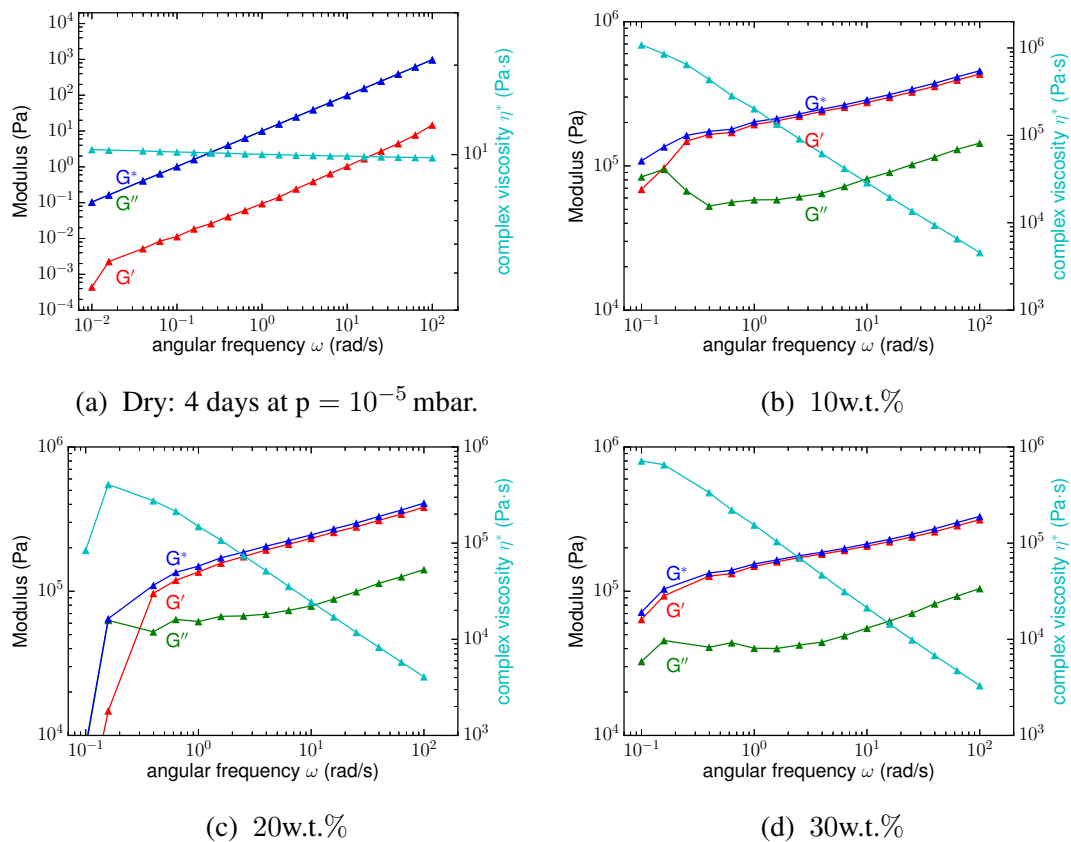 10⁴
10³
10²
10¹
10⁰
10⁻¹
10⁻²
10⁻³
10⁻⁴
Modulus (Pa)
G*
G′′
G′
10¹
complex viscosity η* (Pa·s)
10⁻² 10⁻¹ 10⁰ 10¹ 10²
angular frequency ω (rad/s)
(a) Dry: 4 days at p = 10⁻⁵ mbar.
10⁶
10⁵
10⁴
Modulus (Pa)
G*
G′
G′′
10⁶
10⁵
10⁴
10³
complex viscosity η* (Pa·s)
10⁻¹ 10⁰ 10¹ 10²
angular frequency ω (rad/s)
(b) 10w.t.%
10⁶
10⁵
10⁴
Modulus (Pa)
G*
G′
G′′
10⁶
10⁵
10⁴
10³
complex viscosity η* (Pa·s)
10⁻¹ 10⁰ 10¹ 10²
angular frequency ω (rad/s)
(c) 20w.t.%
10⁶
10⁵
10⁴
Modulus (Pa)
G*
G′
G′′
10⁶
10⁵
10⁴
10³
complex viscosity η* (Pa·s)
10⁻¹ 10⁰ 10¹ 10²
angular frequency ω (rad/s)
(d) 30w.t.%